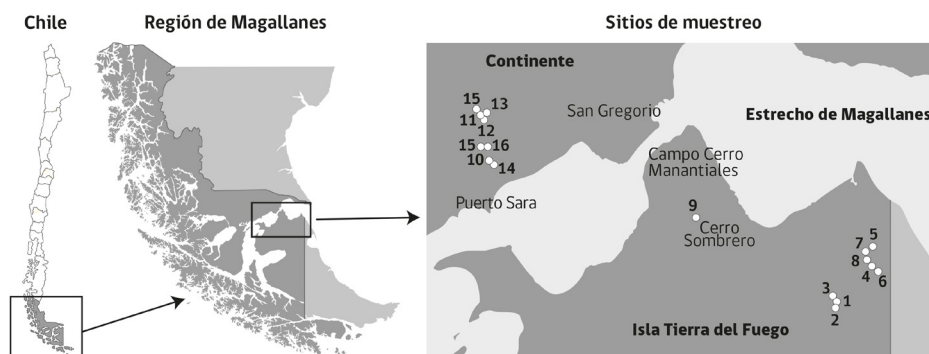 Chile
Región de Magallanes
Sitios de muestreo
Continente
15
13
11
12
15
16
10
14
San Gregorio
Estrecho de Magallanes
Campo Cerro
Manantiales
Puerto Sara
9
Cerro
Sombrero
7
5
8
4
6
3
1
2
Isla Tierra del Fuego